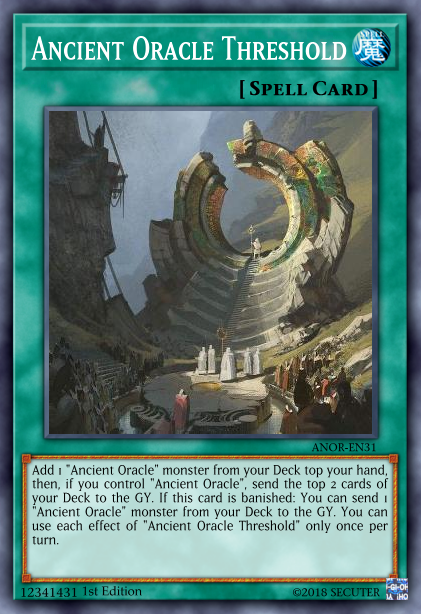 Ancient Oracle Threshold
魔
[ Spell Card ]
ANOR-EN31
Add 1 "Ancient Oracle" monster from your Deck top your hand,
then, if you control "Ancient Oracle", send the top 2 cards of
your Deck to the GY. If this card is banished: You can send 1
"Ancient Oracle" monster from your Deck to the GY. You can
use each effect of "Ancient Oracle Threshold" only once per
turn.
12341431 1st Edition
©2018 SECUTER